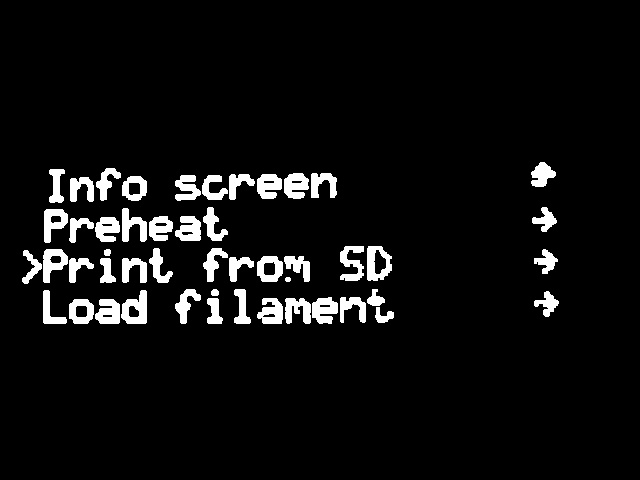 Info screen →
Preheat →
>Print from SD →
Load filament →